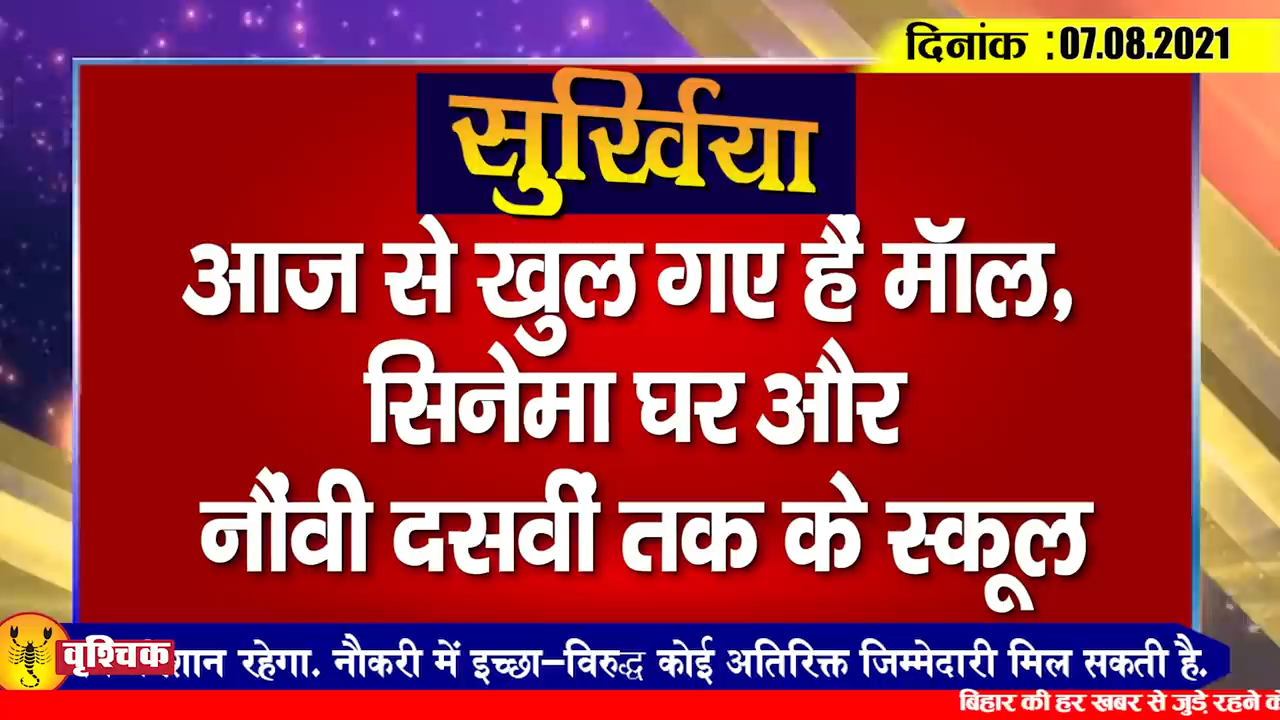 दिनांक :07.08.2021
सुर्खिया
आज से खुल गए हैं मॉल,
सिनेमा घर और
नौंवी दसवीं तक के स्कूल
वृश्चिक
रहेगा. नौकरी में इच्छा–विरुद्ध कोई अतिरिक्त जिम्मेदारी मिल सकती है.
बिहार की हर खबर से जुड़े रहने